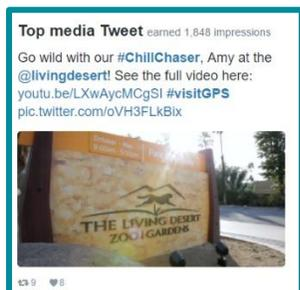 Top media Tweet earned 1,848 impressions
Go wild with our #ChillChaser, Amy at the
@livingdesert! See the full video here:
youtu.be/LXwAycMCgSI #visitGPS
pic.twitter.com/oVH3FLkBix
THE LIVING DESERT
ZOO GARDENS
9 8